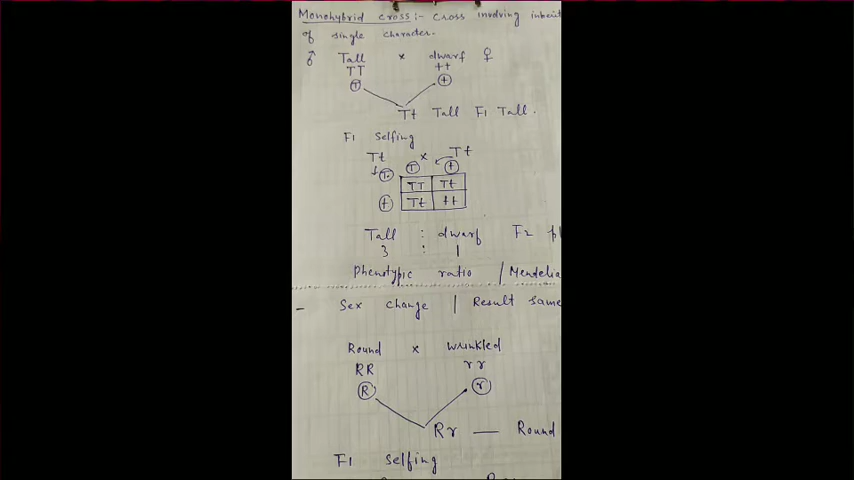 Monohybrid cross:- Cross involving
of single character.
♂ Tall × dwarf ♀
TT tt
T t
Tt Tall F1 Tall.
F1 Selfing
Tt × Tt
T T t
TT Tt
t Tt tt
Tall : dwarf F2
3 : 1
Phenotypic ratio /
- Sex change | Result same
Round × wrinkled
RR rr
R r
Rr — Round
F1 selfing